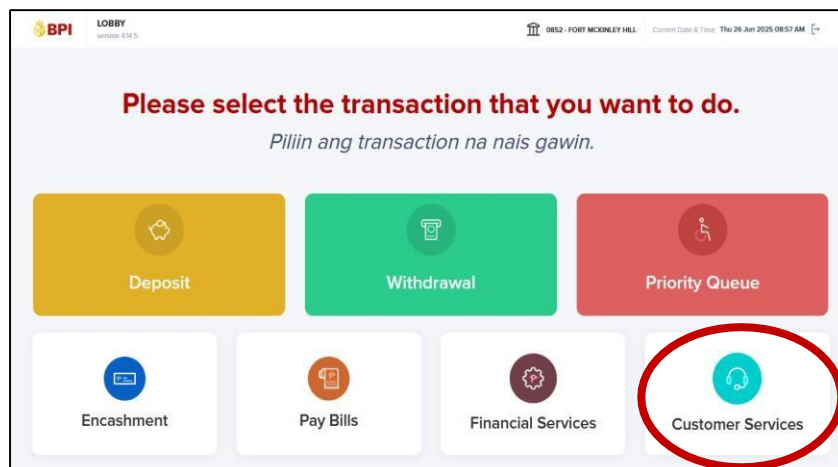 BPI
LOBBY
version 4.14.5
0852 - FORT MCKINLEY HILL
Current Date & Time Thu 26 Jun 2025 08:57 AM
Please select the transaction that you want to do.
Piliin ang transaction na nais gawin.
Deposit
Withdrawal
Priority Queue
Encashment
Pay Bills
Financial Services
Customer Services